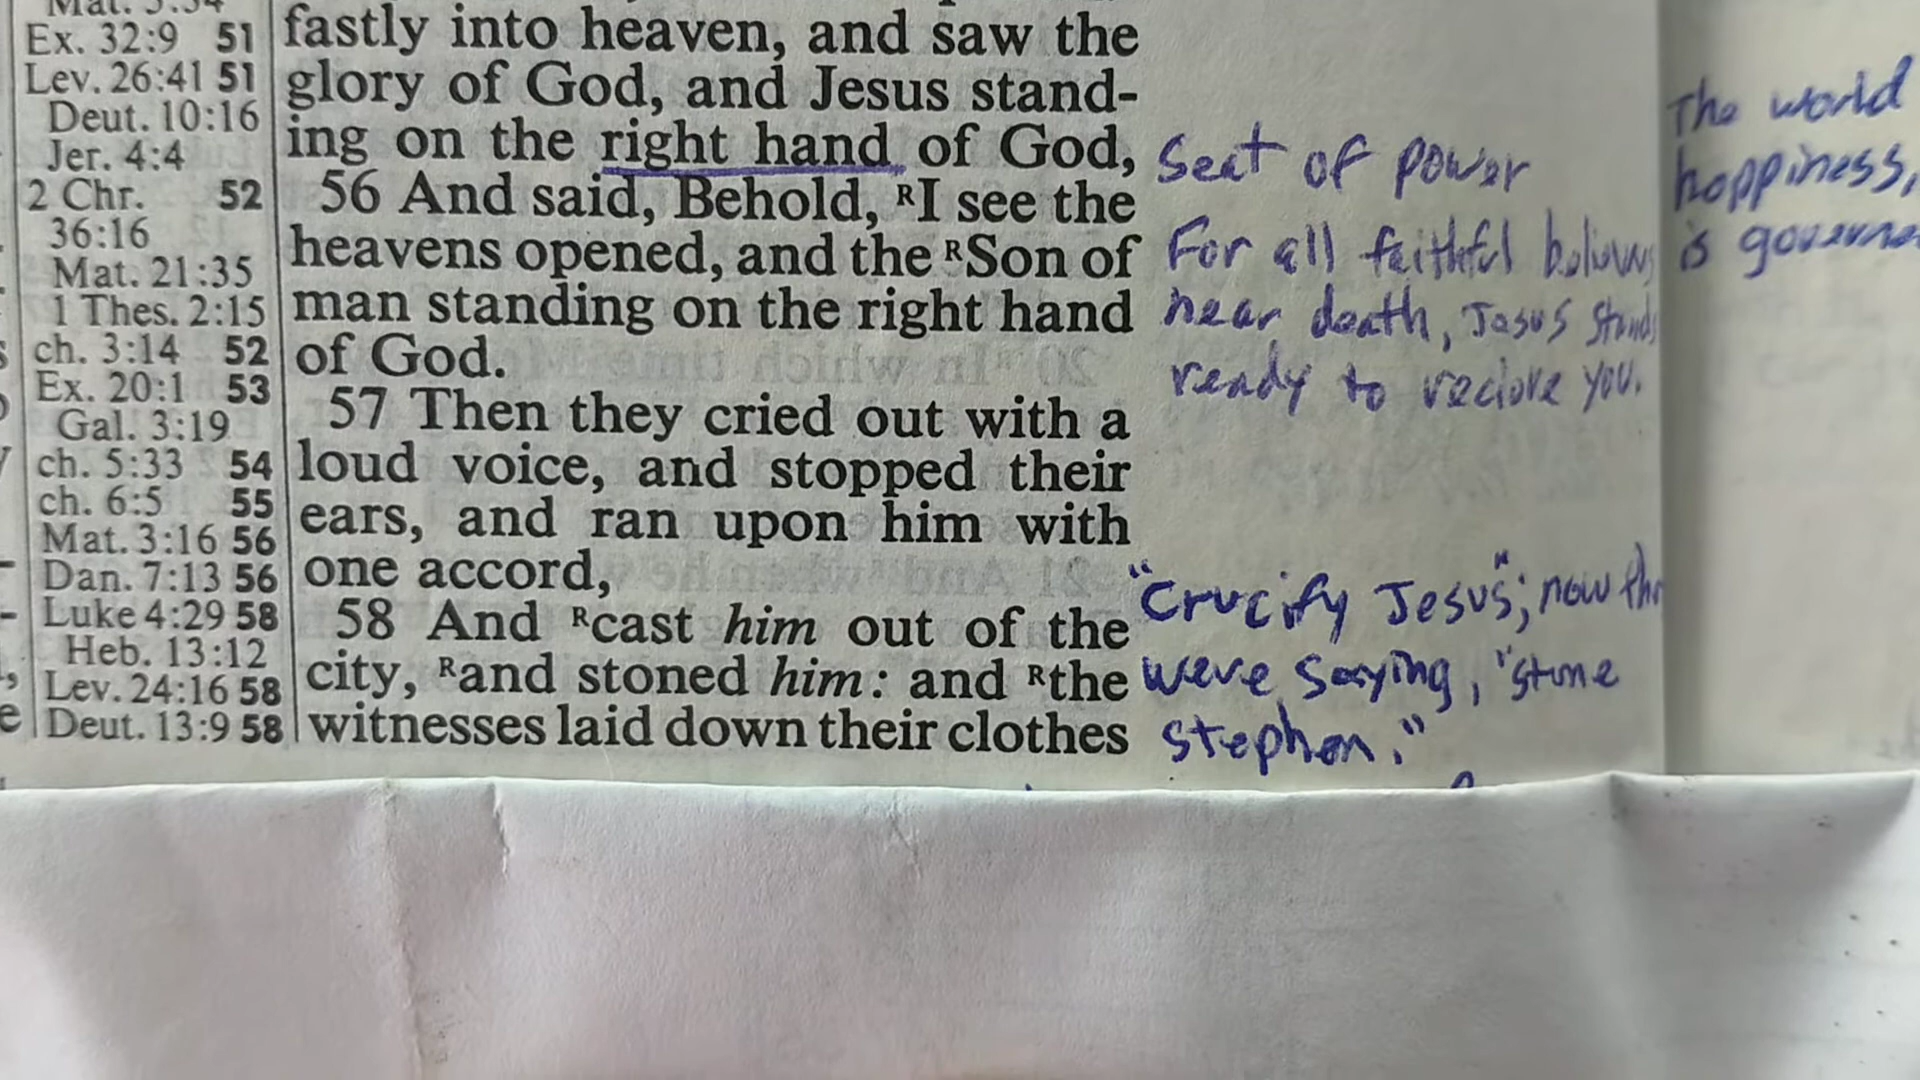 Ex. 32:9 51
Lev. 26:41 51
Deut. 10:16
Jer. 4:4
2 Chr. 52
36:16
Mat. 21:35
1 Thes. 2:15
ch. 3:14 52
Ex. 20:1 53
Gal. 3:19
ch. 5:33 54
ch. 6:5 55
Mat. 3:16 56
Dan. 7:13 56
Luke 4:29 58
Heb. 13:12
Lev. 24:16 58
Deut. 13:9 58
fastly into heaven, and saw the
glory of God, and Jesus stand-
ing on the right hand of God,
56 And said, Behold, ᴿI see the
heavens opened, and the ᴿSon of
man standing on the right hand
of God.
57 Then they cried out with a
loud voice, and stopped their
ears, and ran upon him with
one accord,
58 And ᴿcast him out of the
city, ᴿand stoned him: and ᴿthe
witnesses laid down their clothes
Seat of power
For all faithful
near death, Jesus stands
ready to recieve you.
"Crucify Jesus"; now
were saying, "stone
stephen."
The world
happiness,
is